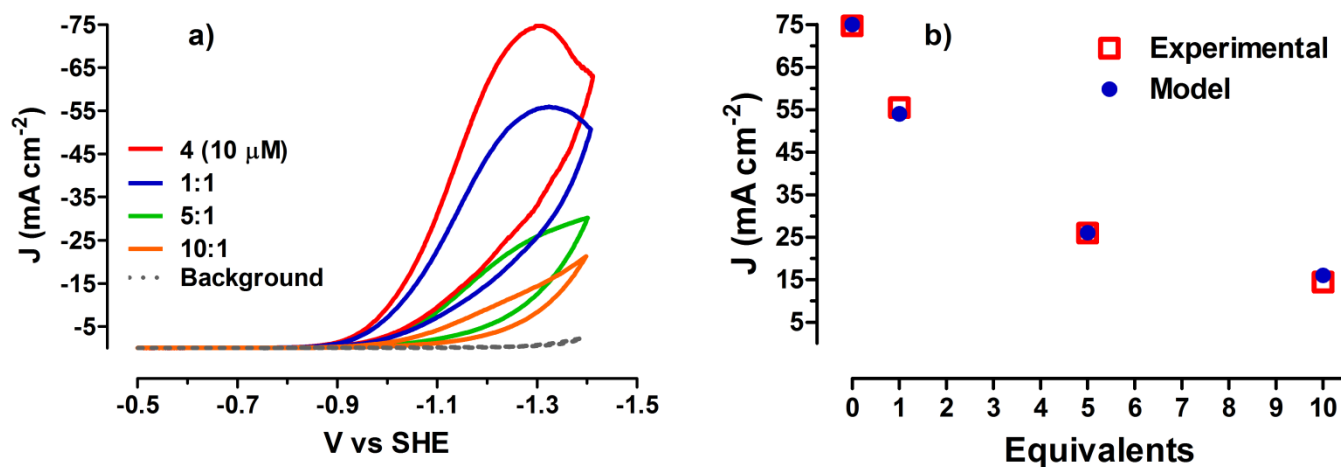 a)
J (mA cm⁻²)
-75
-65
-55
-45
-35
-25
-15
-5
4 (10 μM)
1:1
5:1
10:1
Background
-0.5 -0.7 -0.9 -1.1 -1.3 -1.5
V vs SHE
b)
J (mA cm⁻²)
75
65
55
45
35
25
15
5
Experimental
Model
0 1 2 3 4 5 6 7 8 9 10
Equivalents